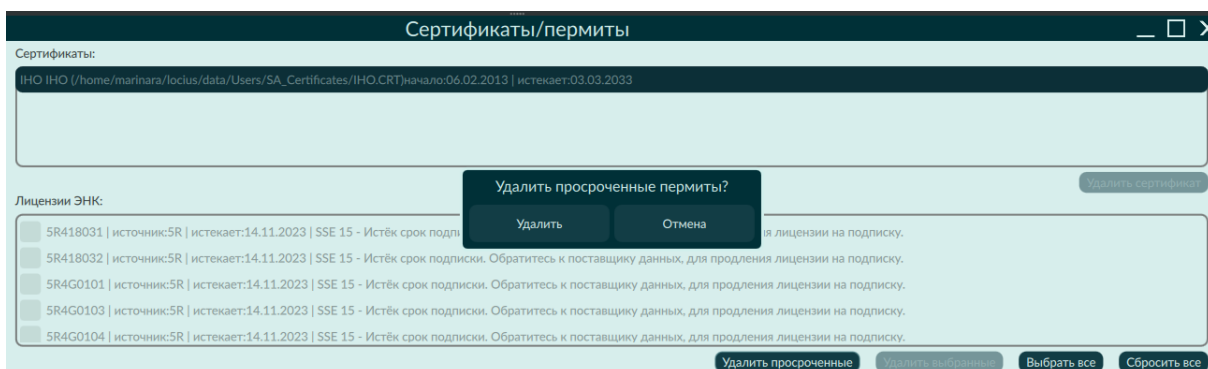 Сертификаты/пермиты
Сертификаты:
IHO IHO (/home/marinara/locius/data/Users/SA_Certificates/IHO.CRT)начало:06.02.2013 | истекает:03.03.2033
Удалить сертификат
Лицензии ЭНК:
Удалить просроченные пермиты?
Удалить Отмена
5R418031 | источник:5R | истекает:14.11.2023 | SSE 15 - Истёк срок подпи я лицензии на подписку.
5R418032 | источник:5R | истекает:14.11.2023 | SSE 15 - Истёк срок подписки. Обратитесь к поставщику данных, для продления лицензии на подписку.
5R4G0101 | источник:5R | истекает:14.11.2023 | SSE 15 - Истёк срок подписки. Обратитесь к поставщику данных, для продления лицензии на подписку.
5R4G0103 | источник:5R | истекает:14.11.2023 | SSE 15 - Истёк срок подписки. Обратитесь к поставщику данных, для продления лицензии на подписку.
5R4G0104 | источник:5R | истекает:14.11.2023 | SSE 15 - Истёк срок подписки. Обратитесь к поставщику данных, для продления лицензии на подписку.
Удалить просроченные Удалить выбранные Выбрать все Сбросить все